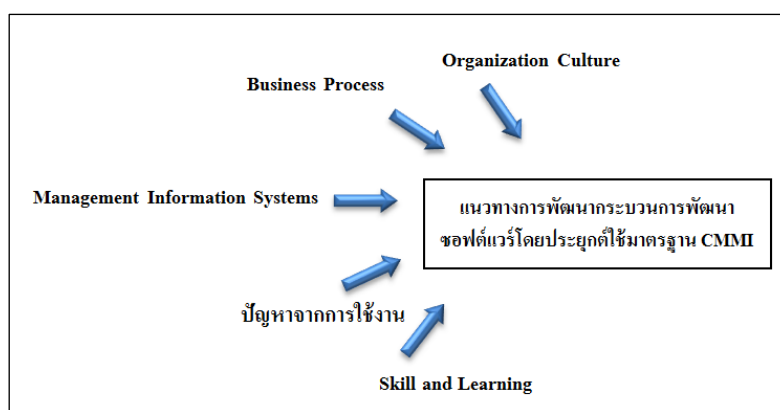 Organization Culture
Business Process
Management Information Systems
แนวทางการพัฒนากระบวนการพัฒนา
ซอฟต์แวร์โดยประยุกต์ใช้มาตรฐาน CMMI
ปัญหาจากการใช้งาน
Skill and Learning